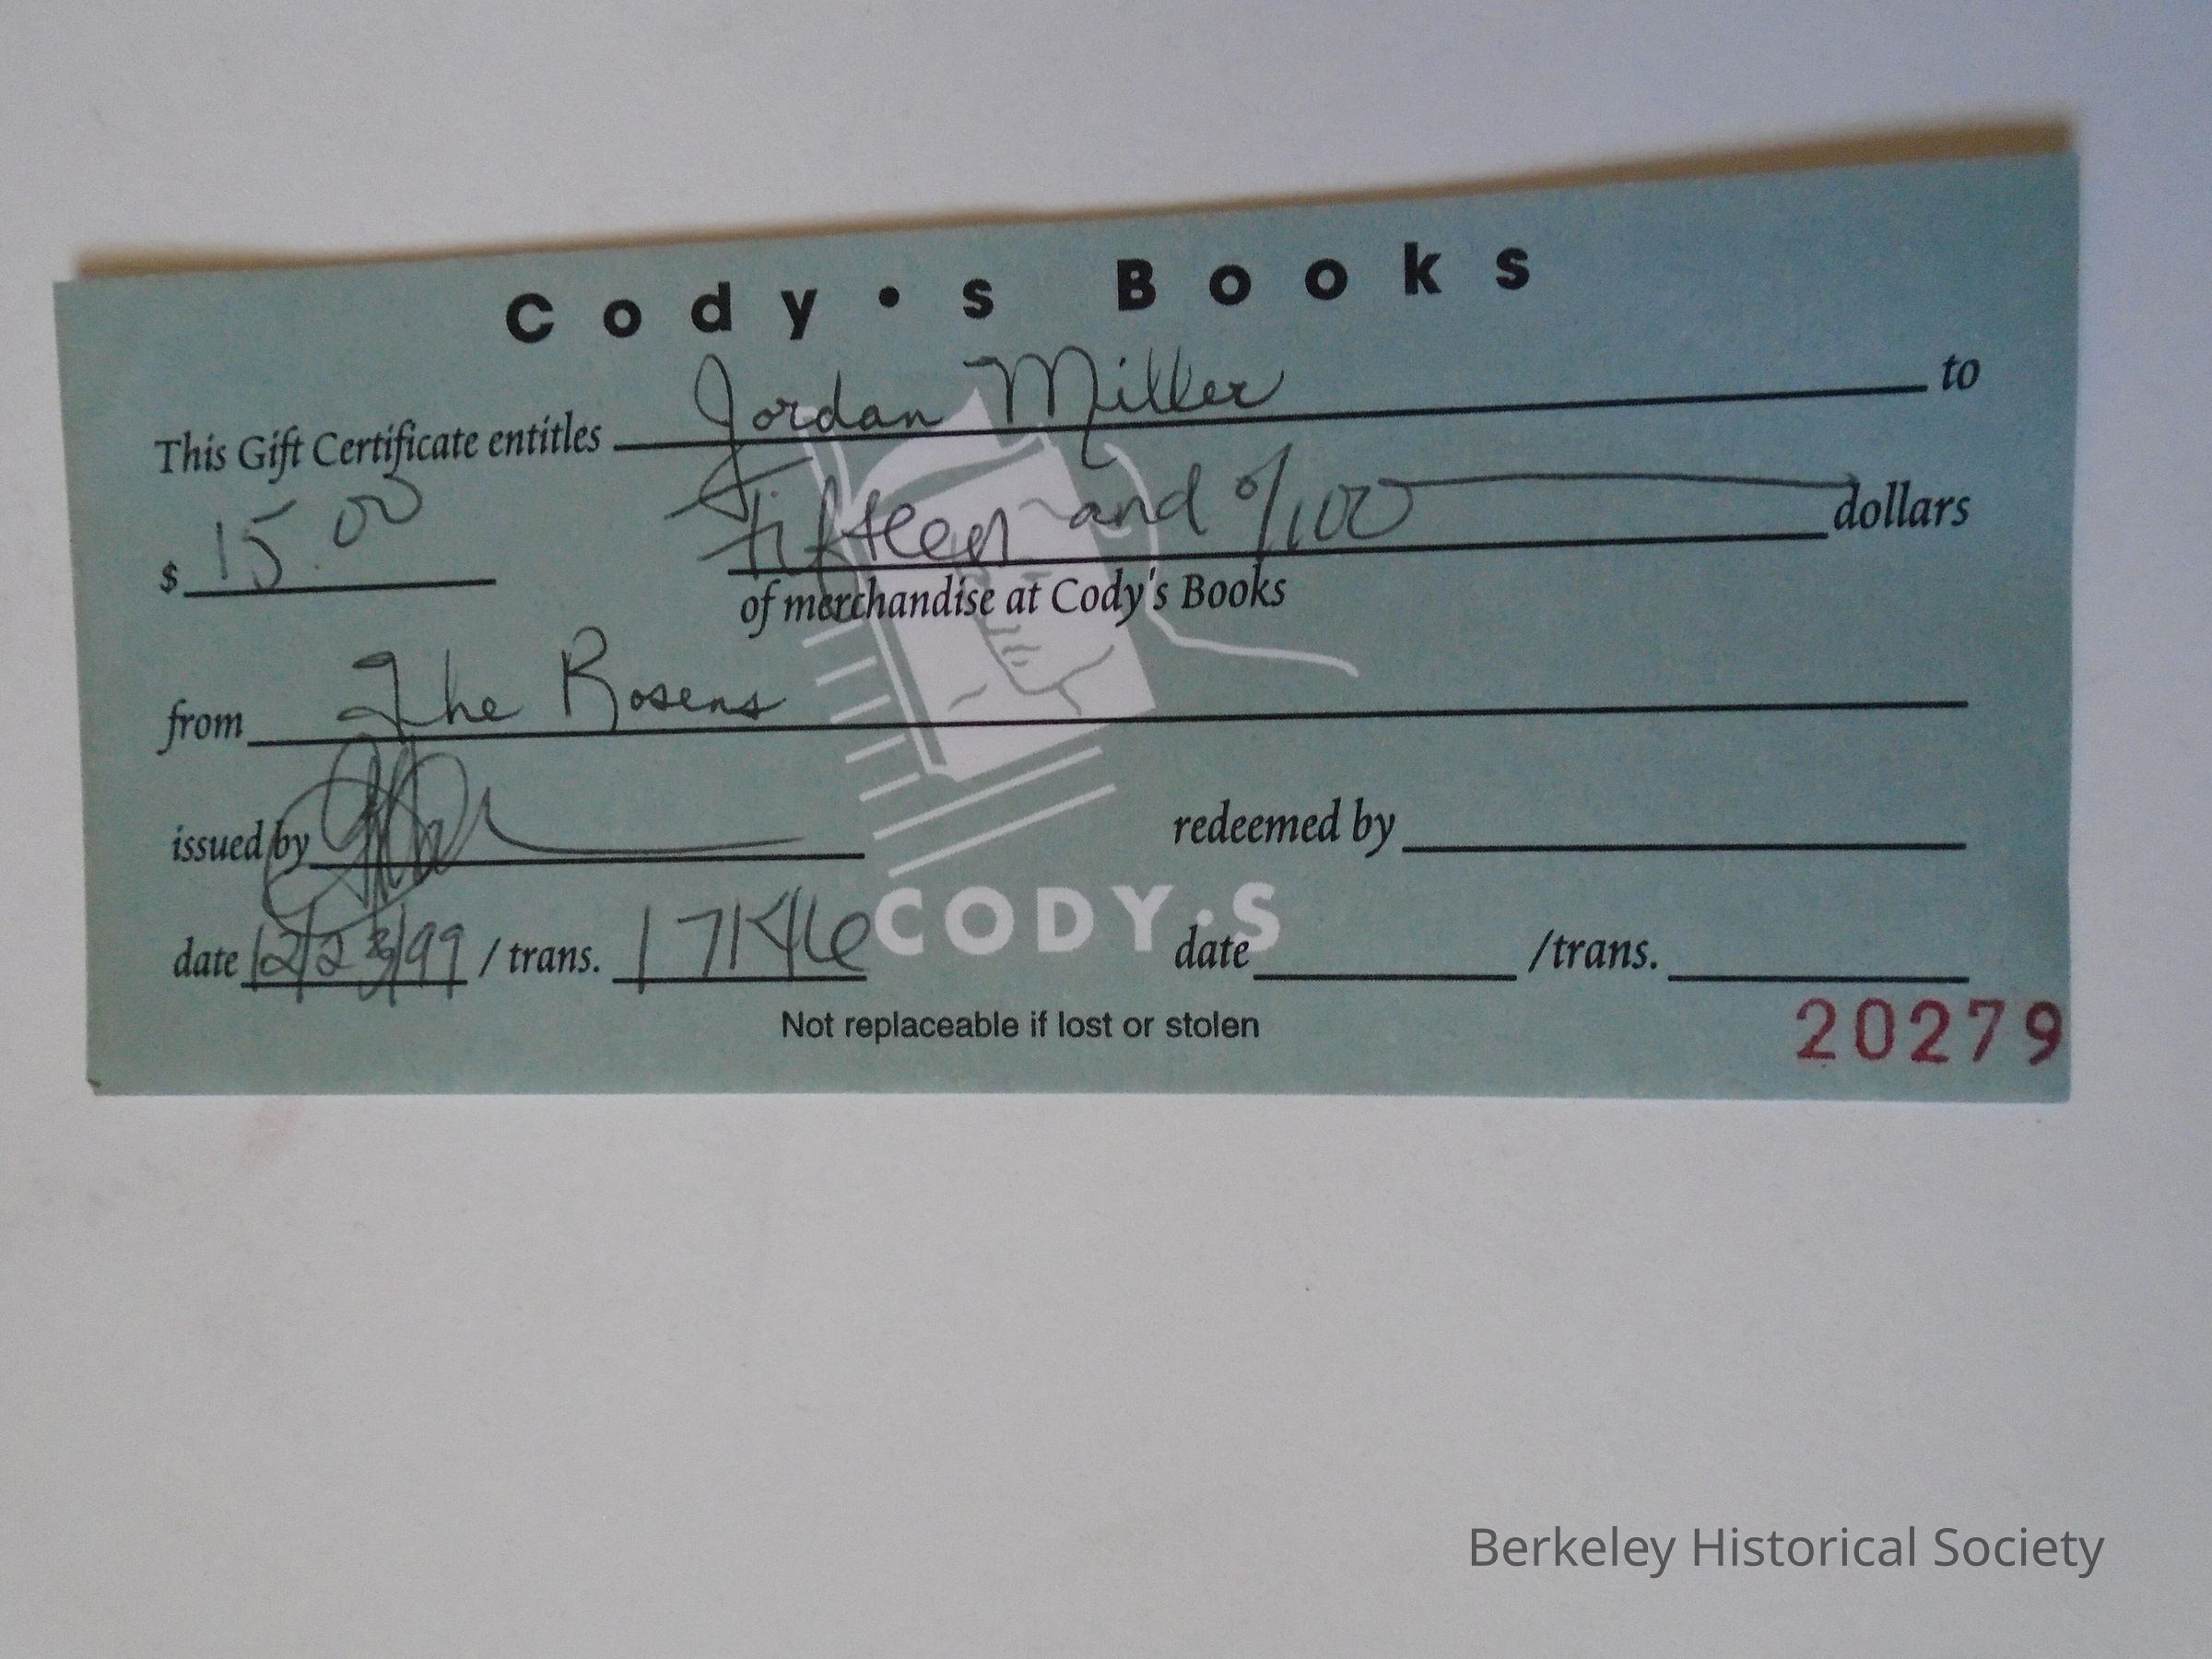 Cody•s Books
This Gift Certificate entitles Jordan Miller to
$ 15.00 Fifteen and 0/100 dollars
of merchandise at Cody's Books
from The Rosens
issued by redeemed by
date 12/23/99 / trans. 17146 date /trans.
CODY•S
Not replaceable if lost or stolen
20279
Berkeley Historical Society